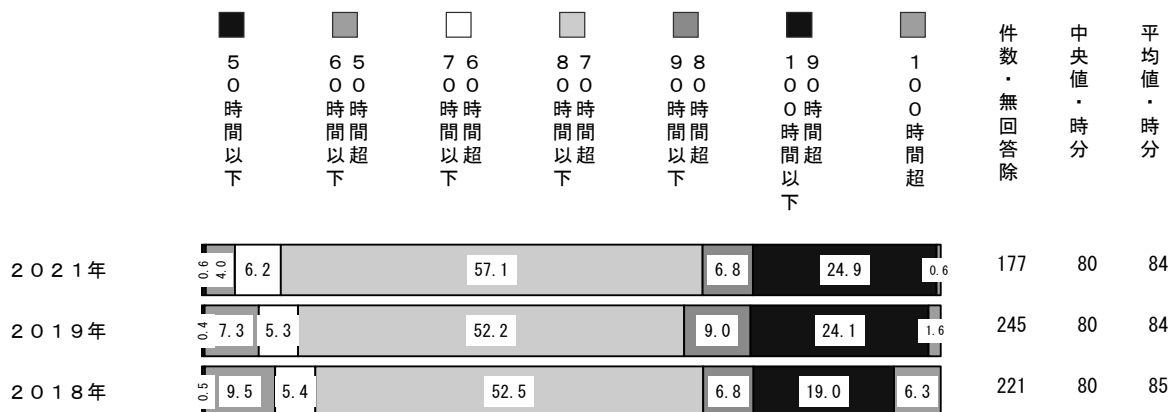 50時間以下
50時間超
60時間以下
60時間超
70時間以下
70時間超
80時間以下
80時間超
90時間以下
90時間超
100時間以下
100時間超
件数・無回答除
中央値・時分
平均値・時分
2021年 0.6 4.0 6.2 57.1 6.8 24.9 0.6 177 80 84
2019年 0.4 7.3 5.3 52.2 9.0 24.1 1.6 245 80 84
2018年 0.5 9.5 5.4 52.5 6.8 19.0 6.3 221 80 85